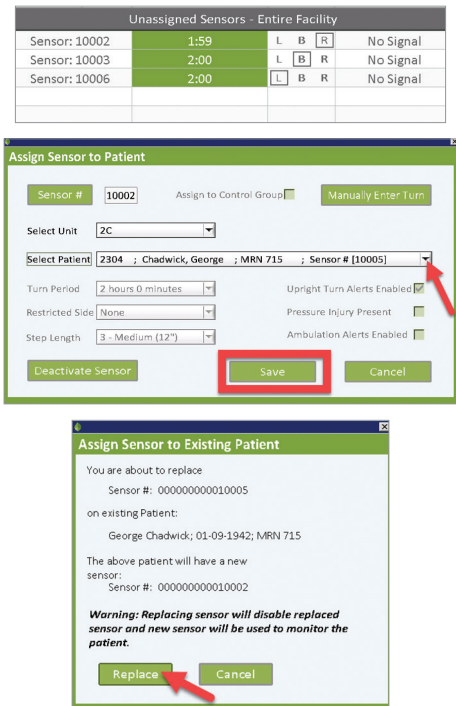 Unassigned Sensors - Entire Facility
Sensor: 10002 1:59 L B R No Signal
Sensor: 10003 2:00 L B R No Signal
Sensor: 10006 2:00 L B R No Signal
Assign Sensor to Patient
Sensor # 10002 Assign to Control Group Manually Enter Turn
Select Unit 2C
Select Patient 2304 ; Chadwick, George ; MRN 715 ; Sensor # [10005]
Turn Period 2 hours 0 minutes Upright Turn Alerts Enabled
Restricted Side None Pressure Injury Present
Step Length 3 - Medium (12") Ambulation Alerts Enabled
Deactivate Sensor Save Cancel
Assign Sensor to Existing Patient
You are about to replace
Sensor #: 000000000010005
on existing Patient:
George Chadwick; 01-09-1942; MRN 715
The above patient will have a new
sensor:
Sensor #: 000000000010002
Warning: Replacing sensor will disable replaced
sensor and new sensor will be used to monitor the
patient.
Replace Cancel